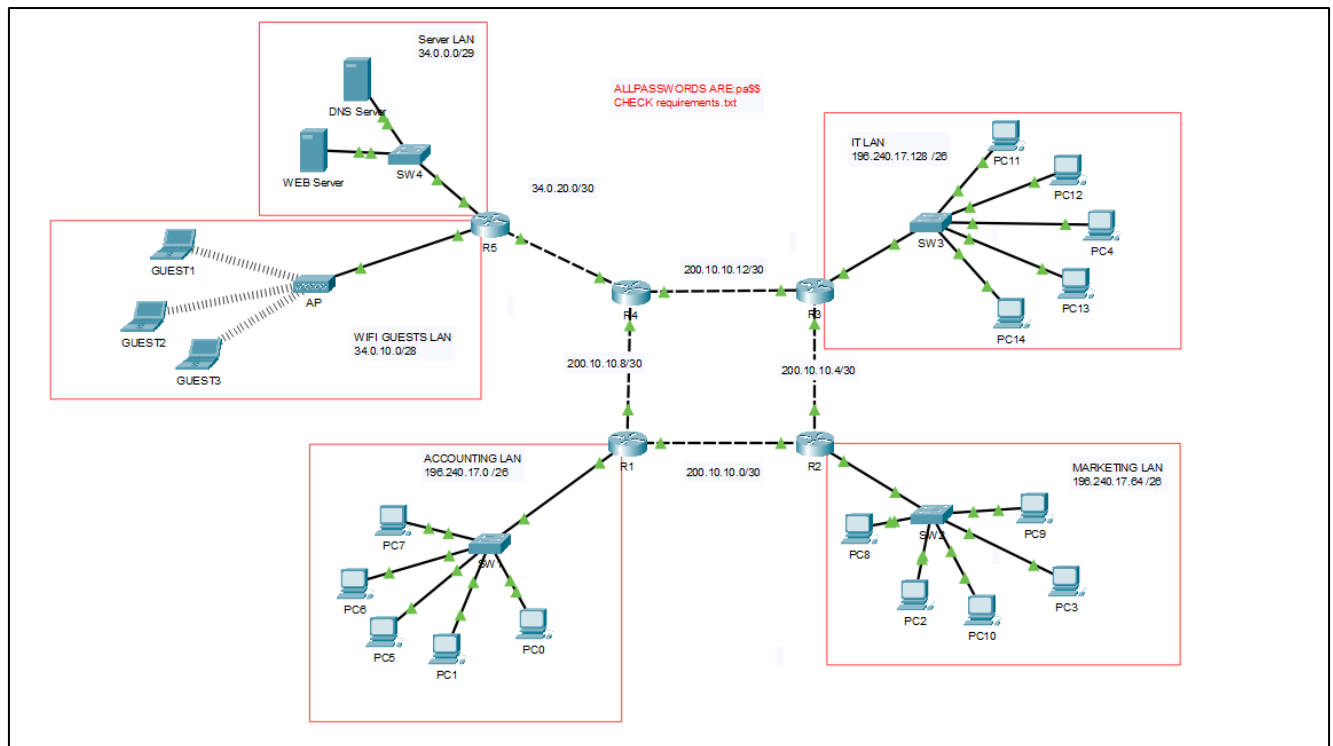 Server LAN
34.0.0.0/29
DNS Server
WEB Server
SW4
ALLPASSWORDS ARE:pa$$
CHECK requirements.txt
34.0.20.0/30
R5
GUEST1
GUEST2
GUEST3
AP
WIFI GUESTS LAN
34.0.10.0/28
R4
200.10.10.12/30
R3
IT LAN
196.240.17.128 /26
PC11
PC12
PC4
PC13
PC14
SW3
200.10.10.8/30
200.10.10.4/30
R1
200.10.10.0/30
R2
ACCOUNTING LAN
196.240.17.0 /26
PC7
PC6
PC5
PC1
PC0
MARKETING LAN
196.240.17.64 /26
SW2
PC8
PC9
PC2
PC10
PC3